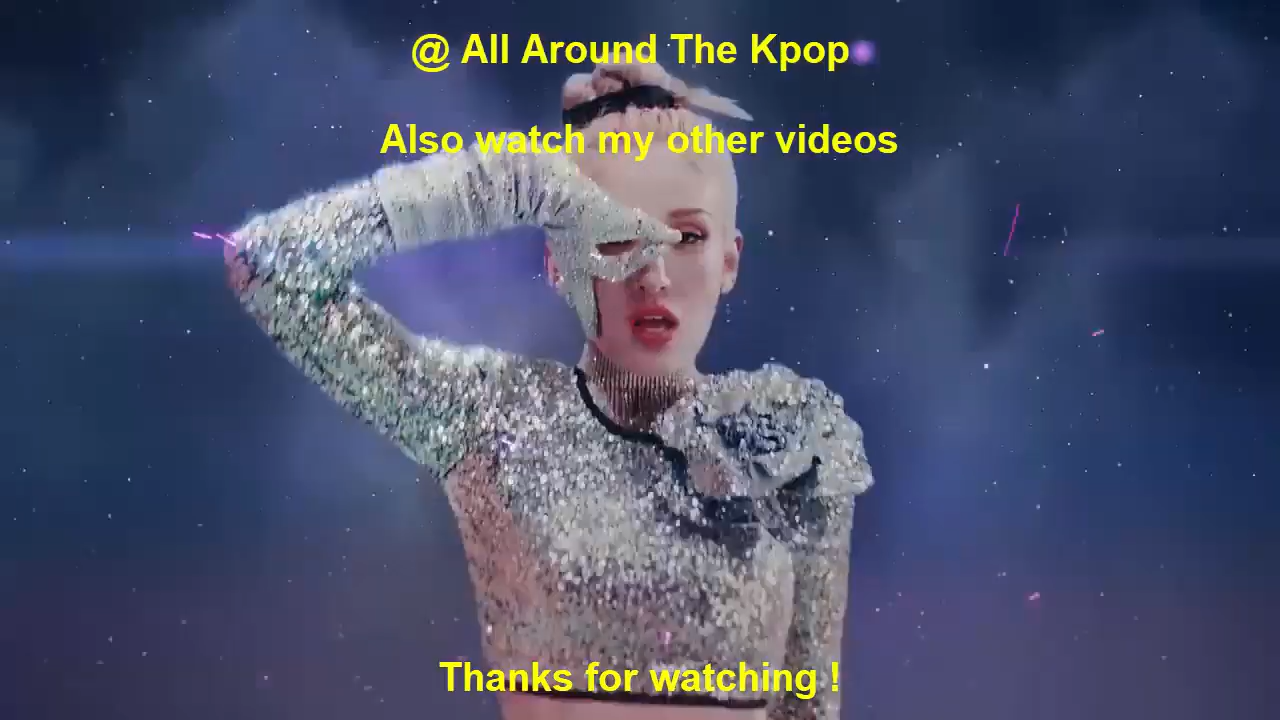 @ All Around The Kpop
Also watch my other videos
Thanks for watching !